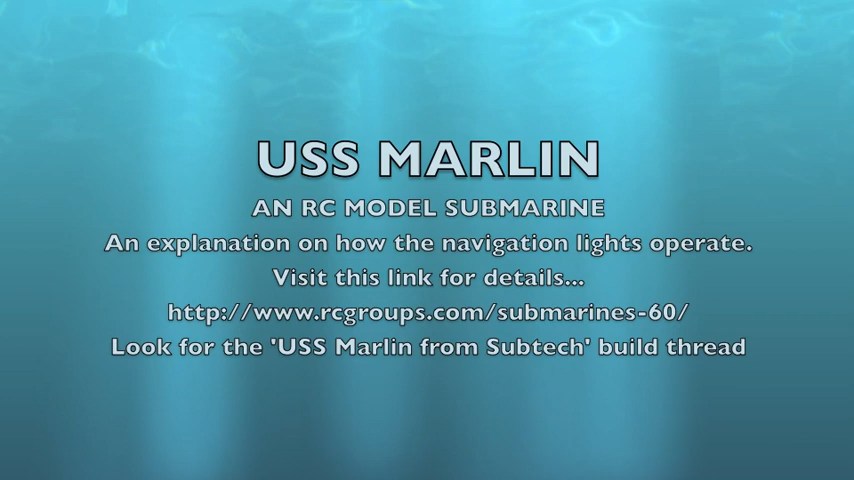 USS MARLIN
AN RC MODEL SUBMARINE
An explanation on how the navigation lights operate.
Visit this link for details...
http://www.rcgroups.com/submarines-60/
Look for the 'USS Marlin from Subtech' build thread